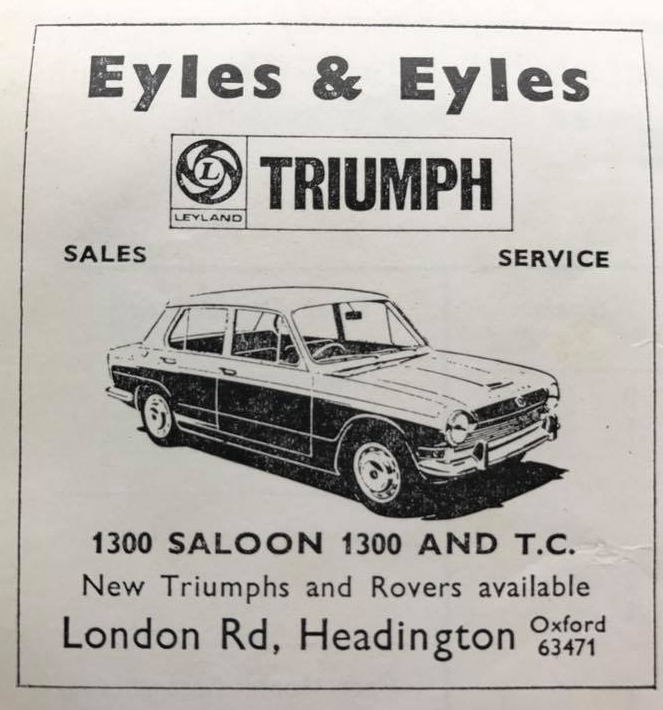 Eyles & Eyles
L
LEYLAND
TRIUMPH
SALES
SERVICE
1300 SALOON 1300 AND T.C.
New Triumphs and Rovers available
London Rd, Headington Oxford
63471